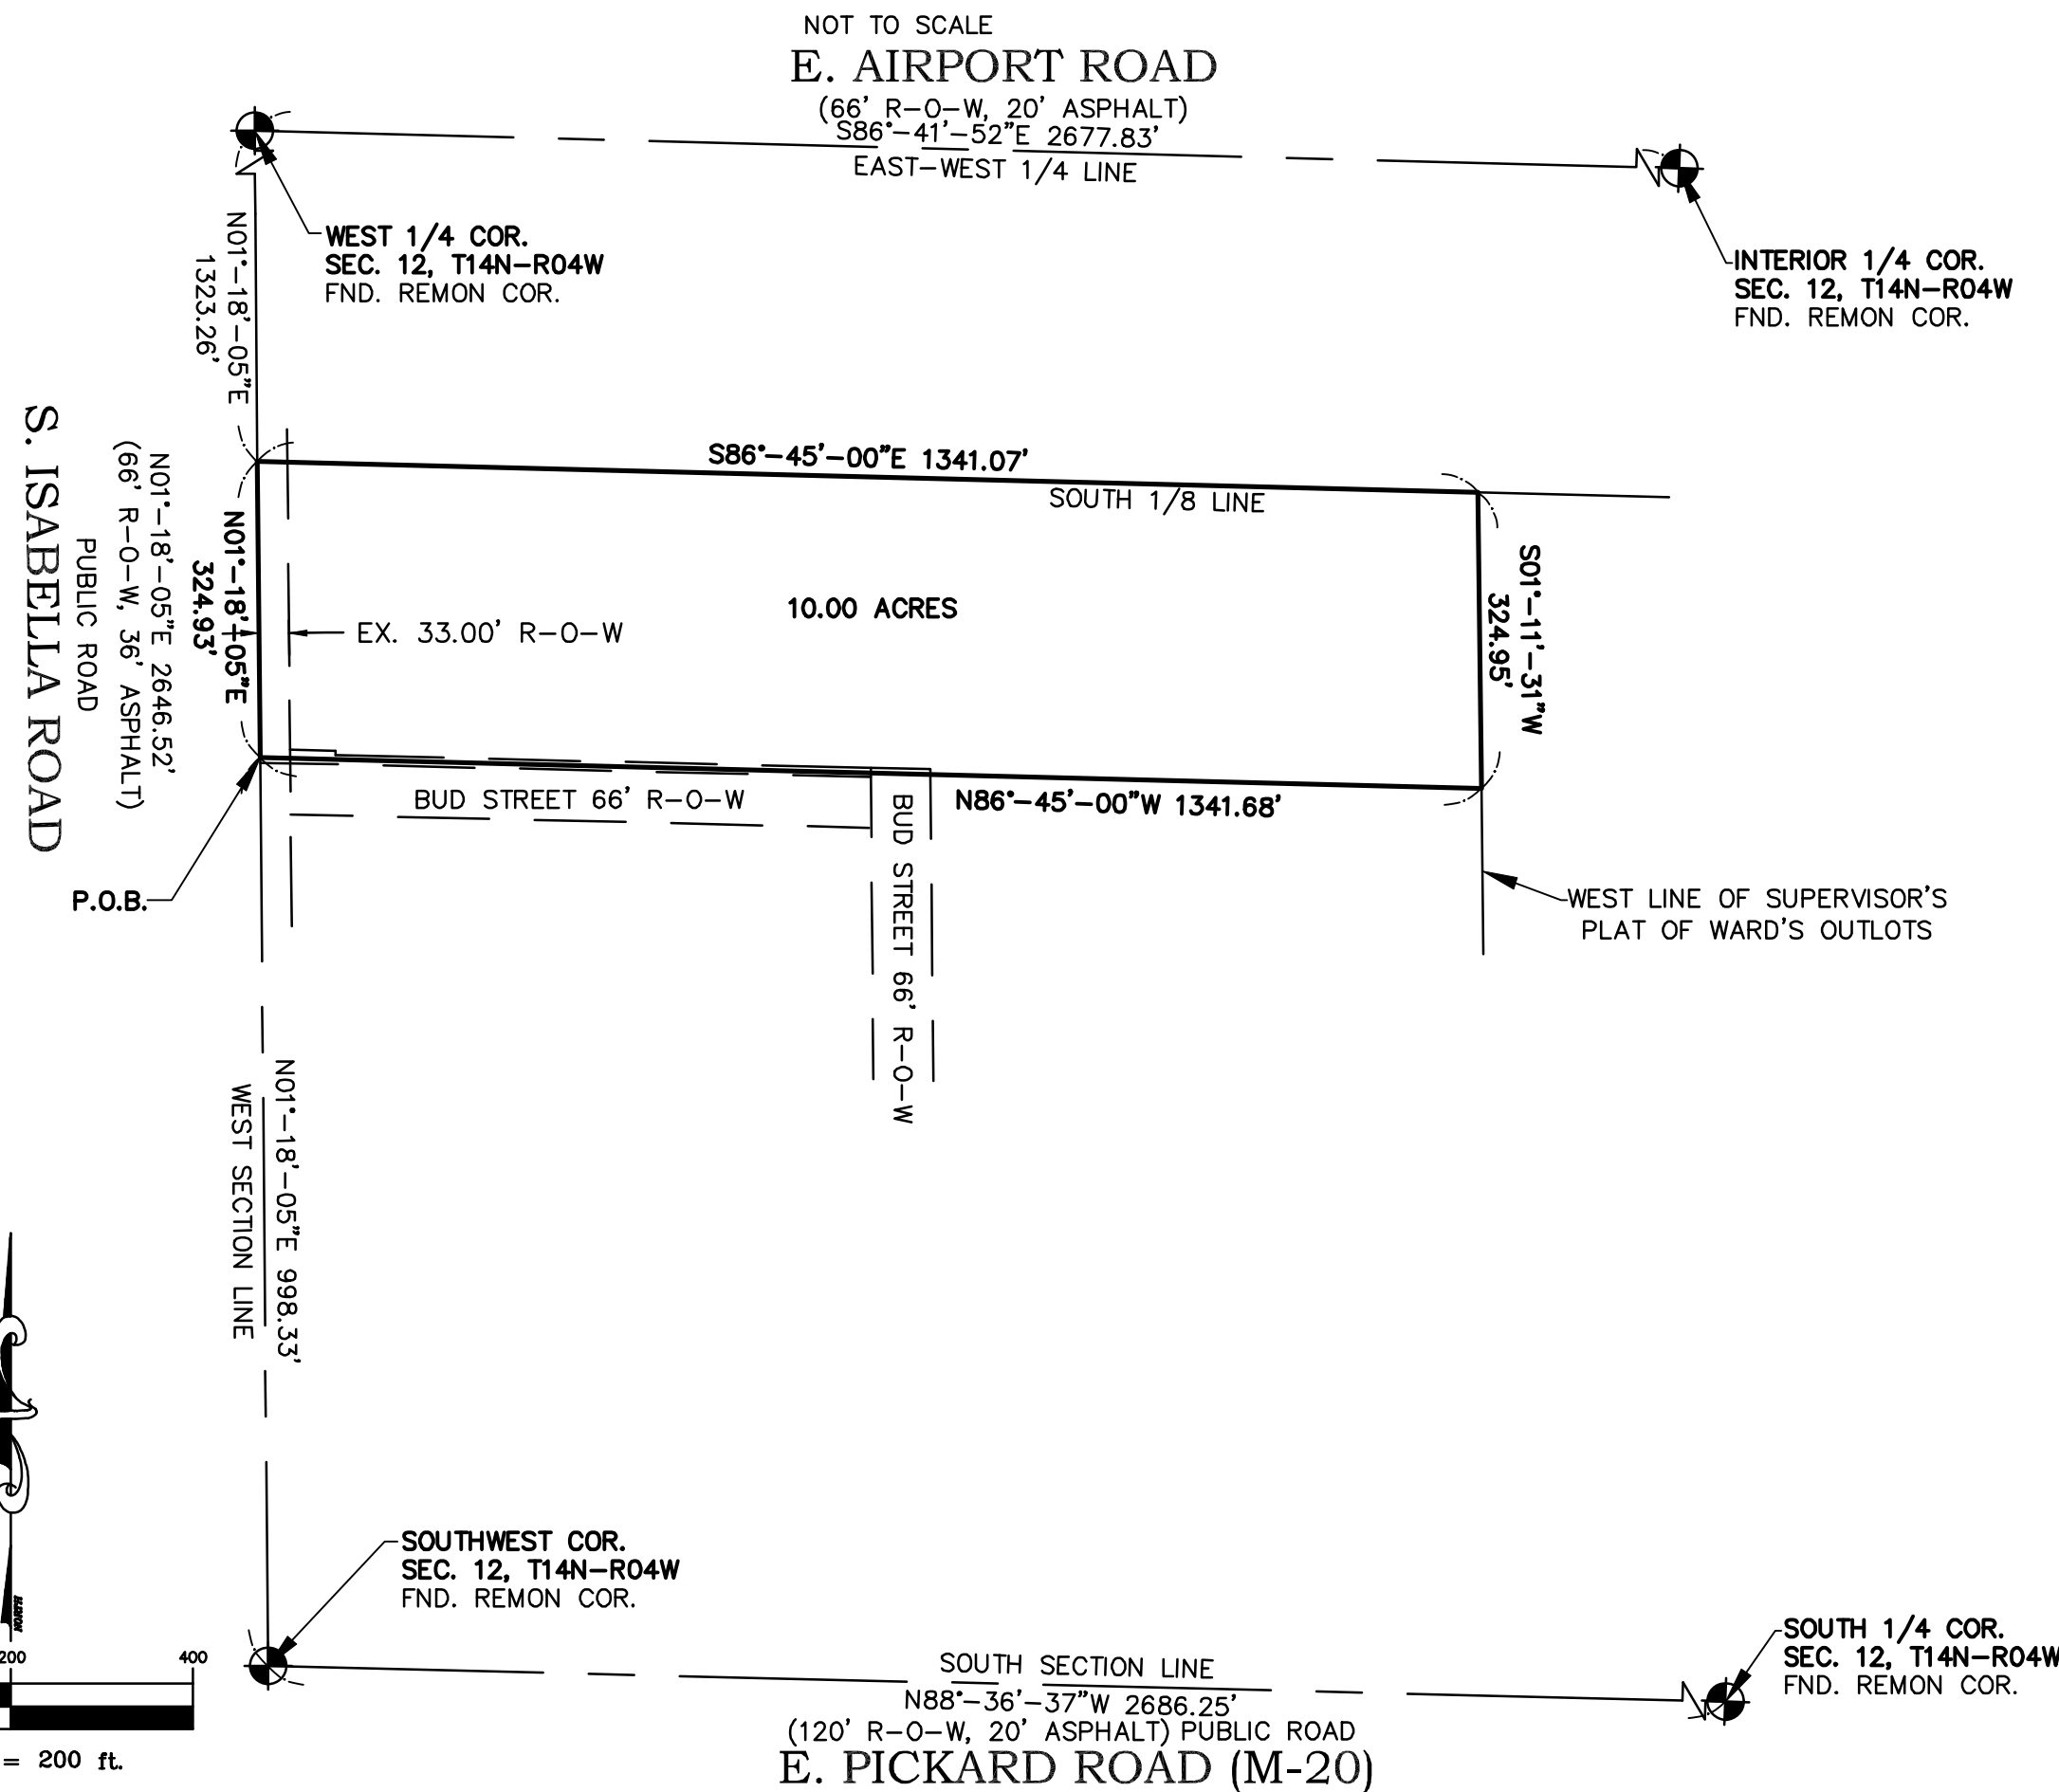 NOT TO SCALE
E. AIRPORT ROAD
(66' R-O-W, 20' ASPHALT)
S86°-41'-52"E 2677.83'
EAST-WEST 1/4 LINE
WEST 1/4 COR.
SEC. 12, T14N-R04W
FND. REMON COR.
INTERIOR 1/4 COR.
SEC. 12, T14N-R04W
FND. REMON COR.
N01°-18'-05"E
1323.26'
S86°-45'-00"E 1341.07'
SOUTH 1/8 LINE
S. ISABELLA ROAD
PUBLIC ROAD
N01°-18'-05"E 2646.52'
(66' R-O-W, 36' ASPHALT)
N01°-18'-05"E
324.93'
EX. 33.00' R-O-W
10.00 ACRES
S01°-11'-31"W
324.95'
BUD STREET 66' R-O-W
N86°-45'-00"W 1341.68'
BUD STREET 66' R-O-W
P.O.B.
WEST LINE OF SUPERVISOR'S
PLAT OF WARD'S OUTLOTS
N01°-18'-05"E 998.33'
WEST SECTION LINE
SOUTHWEST COR.
SEC. 12, T14N-R04W
FND. REMON COR.
NORTH
200 400
= 200 ft.
SOUTH 1/4 COR.
SEC. 12, T14N-R04W
FND. REMON COR.
SOUTH SECTION LINE
N88°-36'-37"W 2686.25'
(120' R-O-W, 20' ASPHALT) PUBLIC ROAD
E. PICKARD ROAD (M-20)